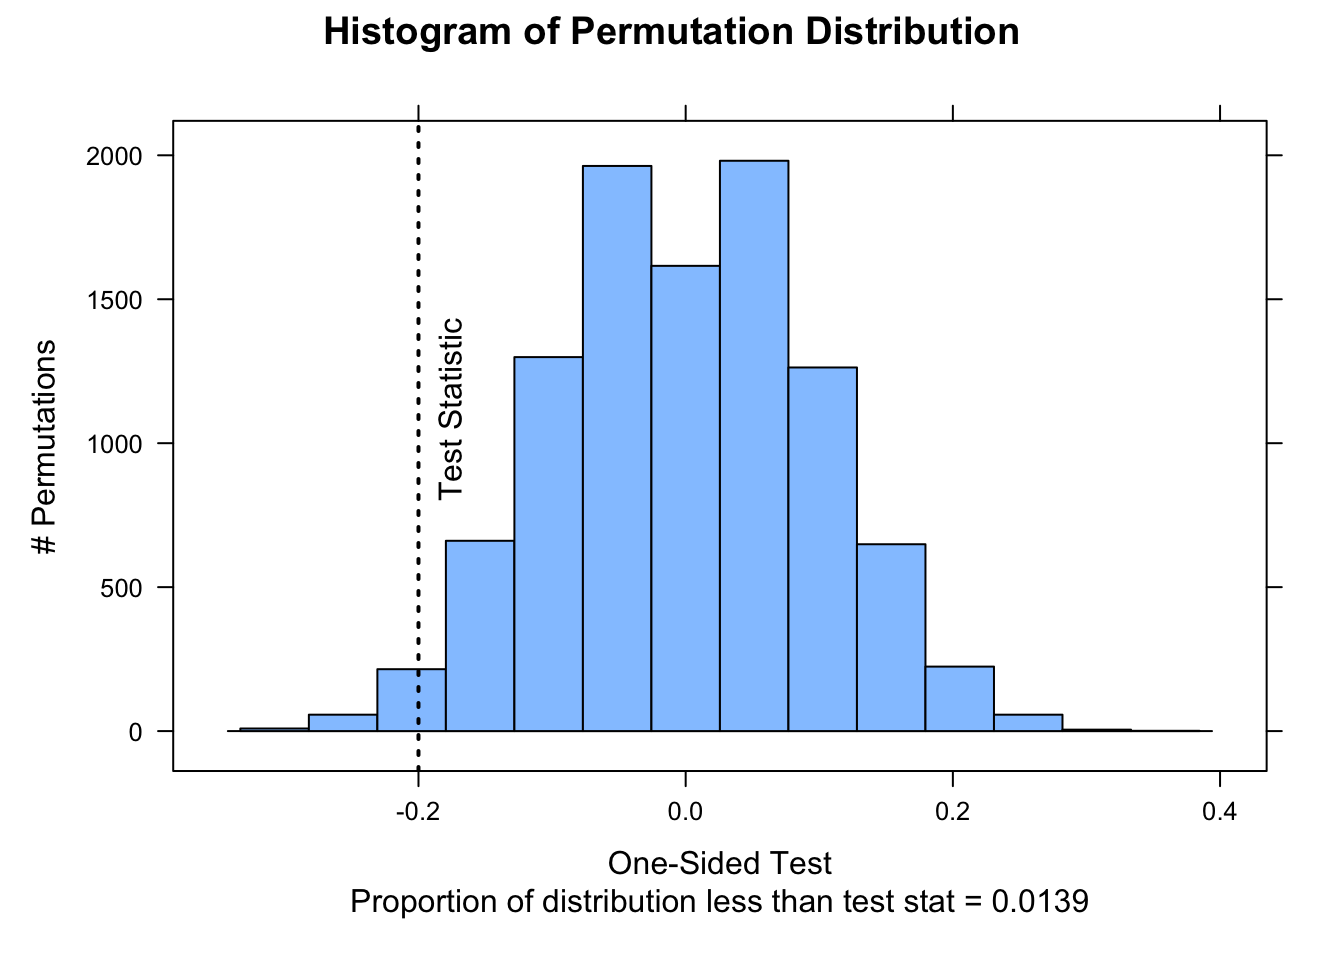 Histogram of Permutation Distribution
2000
1500
1000
500
0
# Permutations
Test Statistic
-0.2
0.0
0.2
0.4
One-Sided Test
Proportion of distribution less than test stat = 0.0139